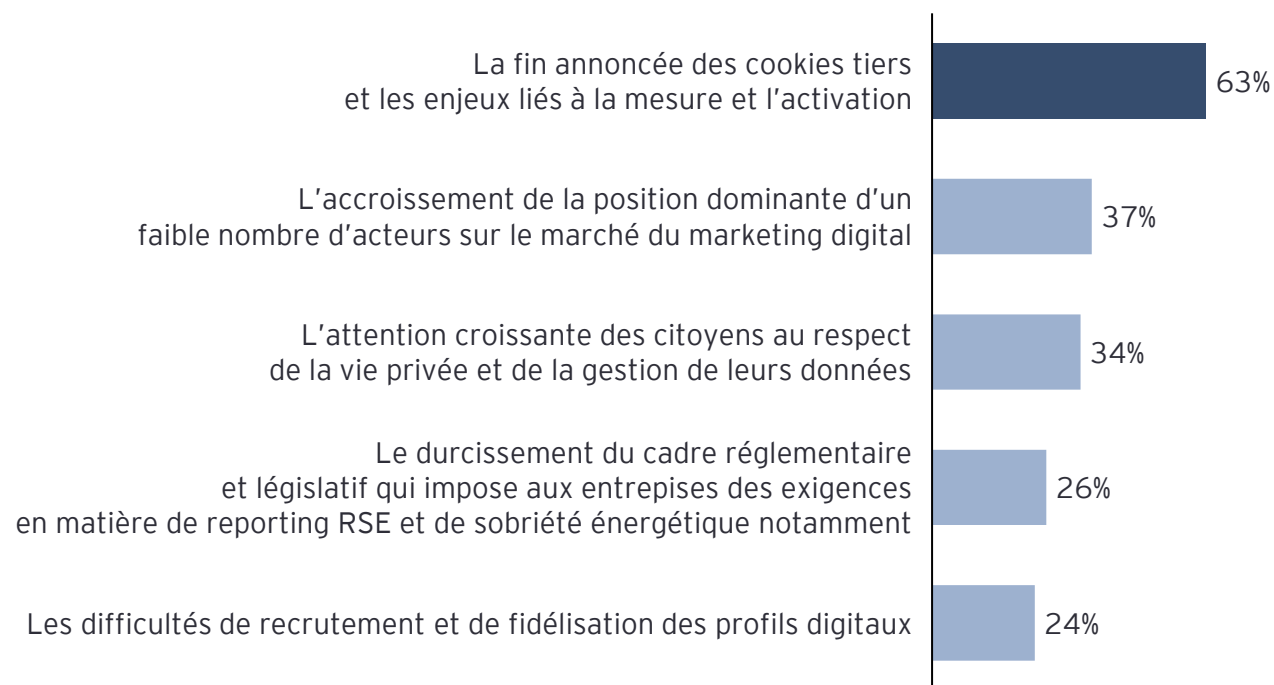 La fin annoncée des cookies tiers
et les enjeux liés à la mesure et l'activation
63%
L'accroissement de la position dominante d'un
faible nombre d'acteurs sur le marché du marketing digital
37%
L'attention croissante des citoyens au respect
de la vie privée et de la gestion de leurs données
34%
Le durcissement du cadre réglementaire
et législatif qui impose aux entrepises des exigences
en matière de reporting RSE et de sobriété énergétique notamment
26%
Les difficultés de recrutement et de fidélisation des profils digitaux
24%